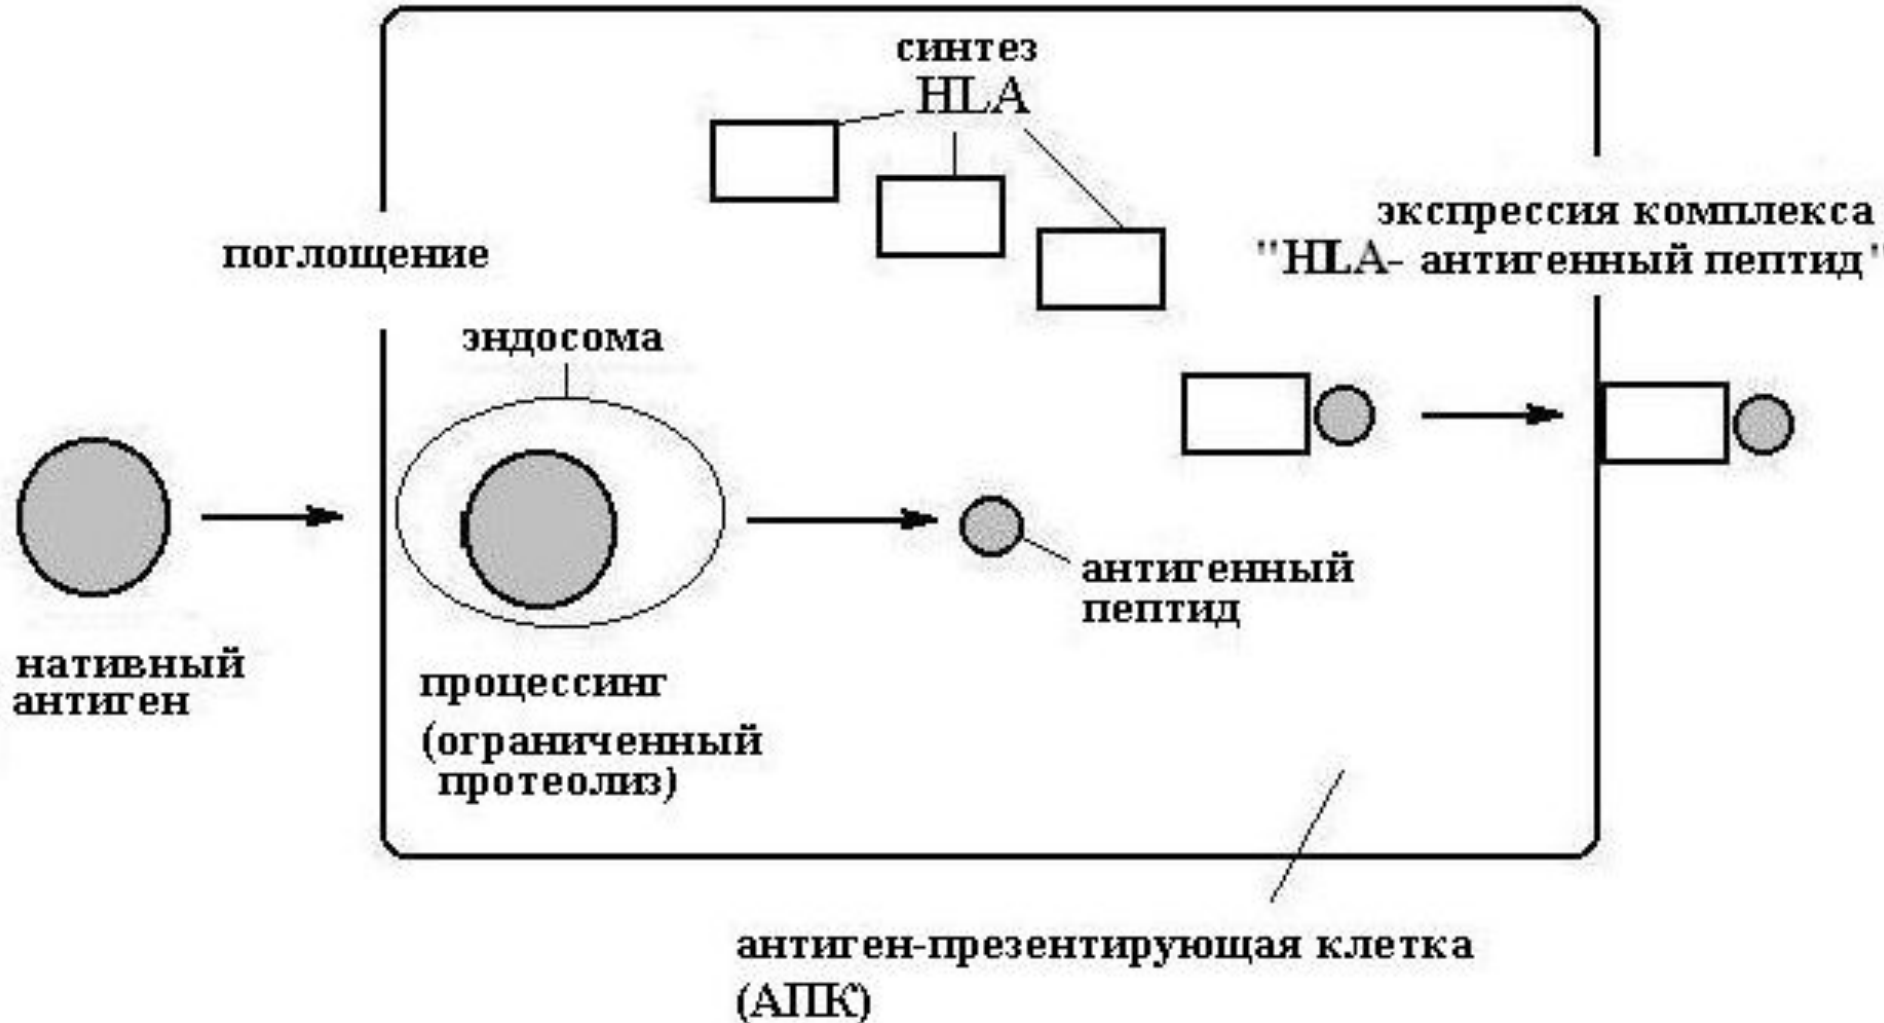 синтез
HLA
экспрессия комплекса
"HLA- антигенный пептид"
поглощение
эндосома
антигенный
пептид
нативный
антиген
процессинг
(ограниченный
протеолиз)
антиген-презентирующая клетка
(АПК)